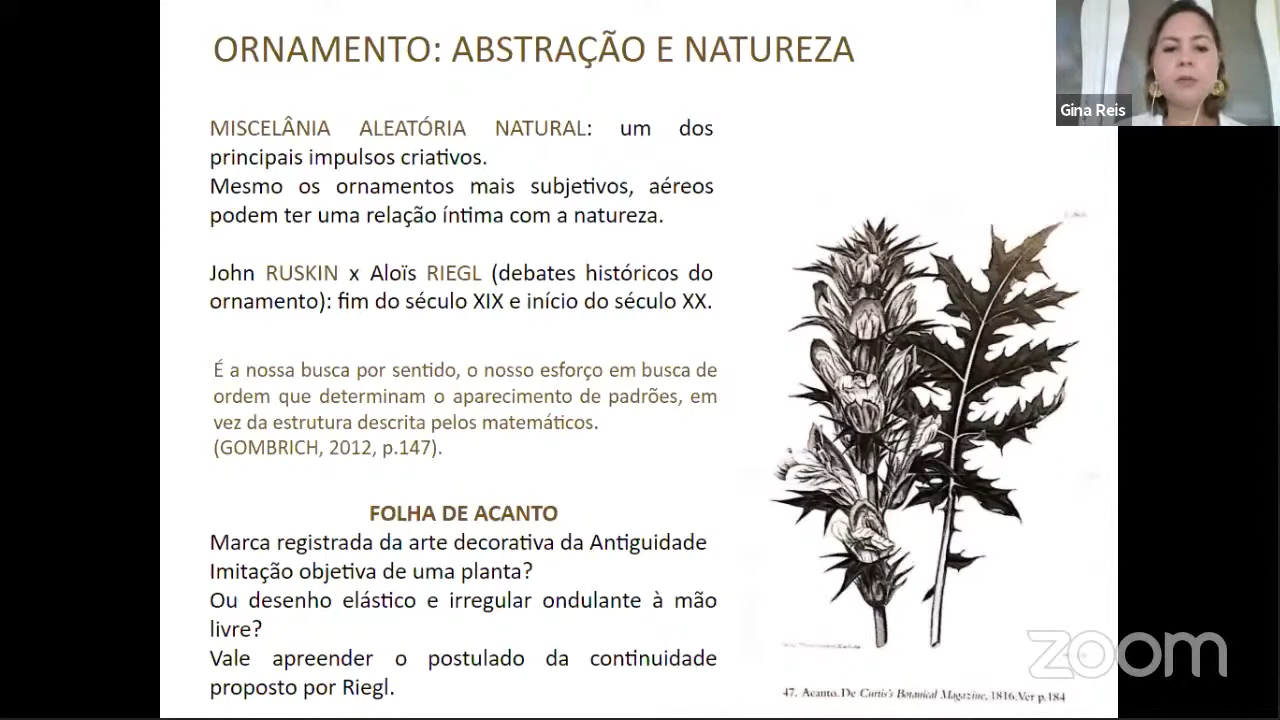 ORNAMENTO: ABSTRAÇÃO E NATUREZA
Gina Reis
MISCELÂNIA ALEATÓRIA NATURAL: um dos
principais impulsos criativos.
Mesmo os ornamentos mais subjetivos, aéreos
podem ter uma relação íntima com a natureza.
John RUSKIN x Aloïs RIEGL (debates históricos do
ornamento): fim do século XIX e início do século XX.
É a nossa busca por sentido, o nosso esforço em busca de
ordem que determinam o aparecimento de padrões, em
vez da estrutura descrita pelos matemáticos.
(GOMBRICH, 2012, p.147).
FOLHA DE ACANTO
Marca registrada da arte decorativa da Antiguidade
Imitação objetiva de uma planta?
Ou desenho elástico e irregular ondulante à mão
livre?
Vale apreender o postulado da continuidade
proposto por Riegl.
47. Acanto. De Curtis's Botanical Magazine, 1816. Ver p.184
zoom